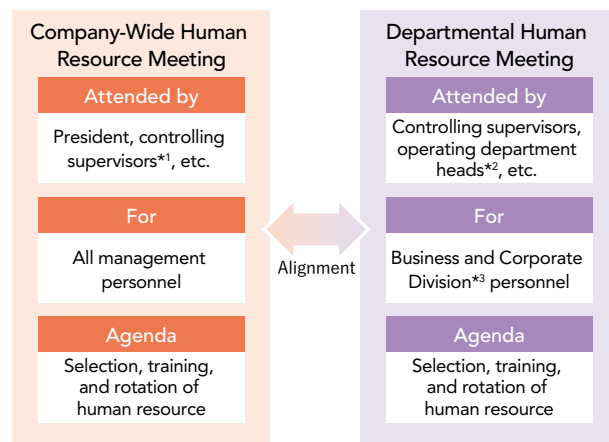 Company-Wide Human
Resource Meeting
Attended by
President, controlling
supervisors*1, etc.
For
All management
personnel
Agenda
Selection, training,
and rotation of
human resource
Alignment
Departmental Human
Resource Meeting
Attended by
Controlling supervisors,
operating department
heads*2, etc.
For
Business and Corporate
Division*3 personnel
Agenda
Selection, training,
and rotation of
human resource